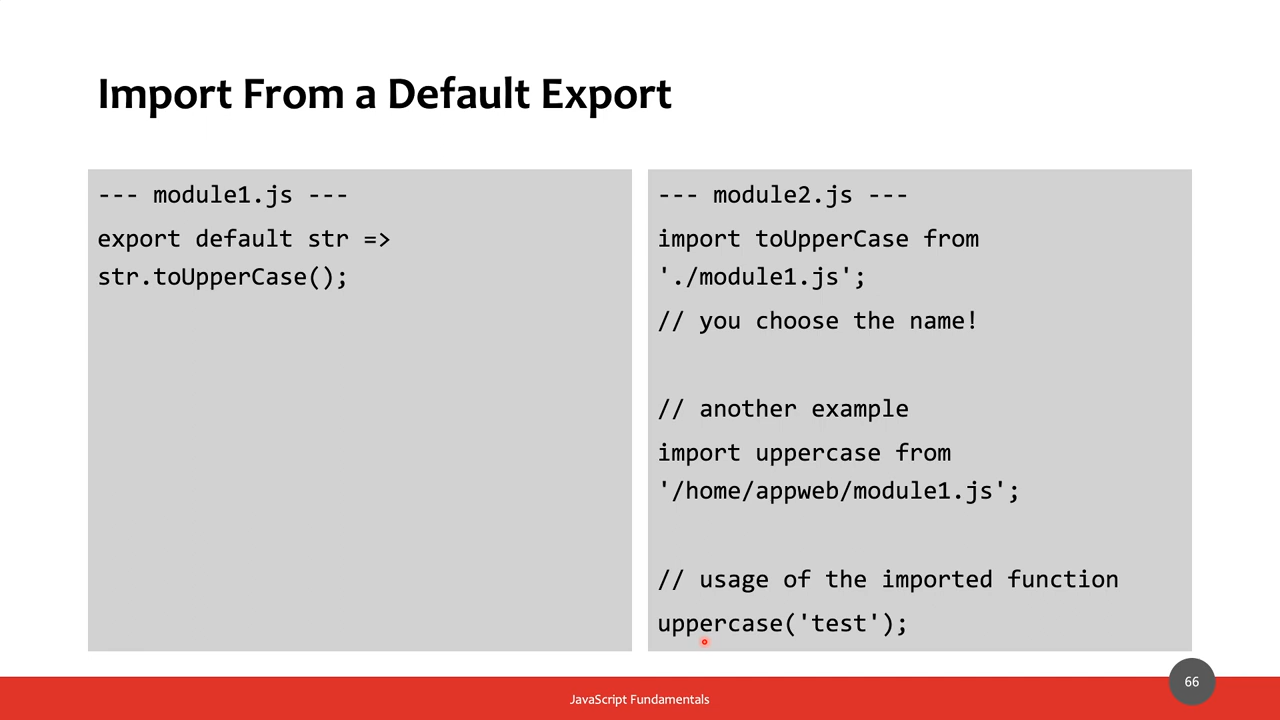 Import From a Default Export
--- module1.js ---
export default str =>
str.toUpperCase();
--- module2.js ---
import toUpperCase from
'./module1.js';
// you choose the name!
// another example
import uppercase from
'/home/appweb/module1.js';
// usage of the imported function
uppercase('test');
JavaScript Fundamentals
66